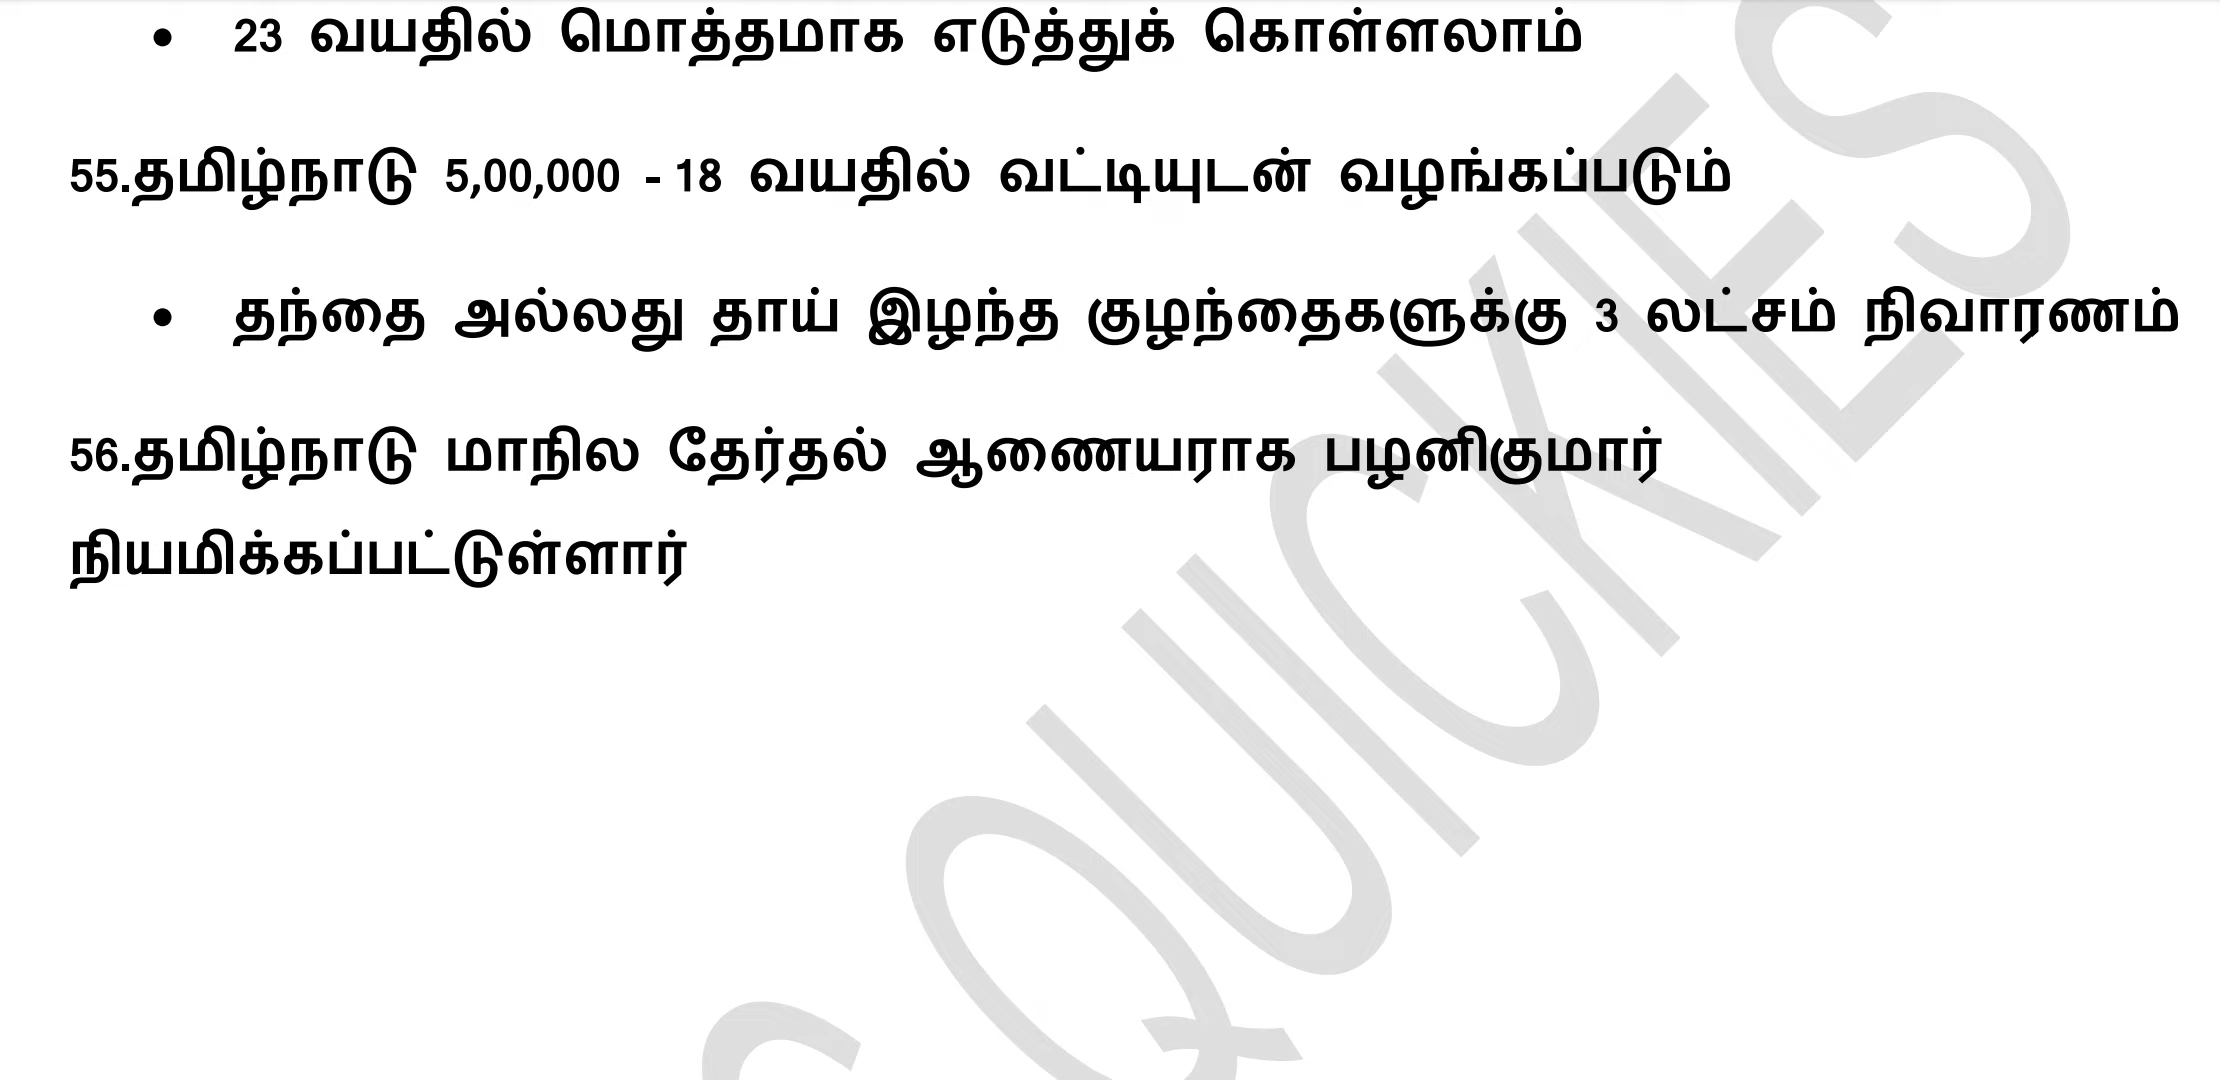 • 23 வயதில் மொத்தமாக எடுத்துக் கொள்ளலாம்
55.தமிழ்நாடு 5,00,000 - 18 வயதில் வட்டியுடன் வழங்கப்படும்
• தந்தை அல்லது தாய் இழந்த குழந்தைகளுக்கு 3 லட்சம் நிவாரணம்
56.தமிழ்நாடு மாநில தேர்தல் ஆணையராக பழனிகுமார்
நியமிக்கப்பட்டுள்ளார்
QUICKIES